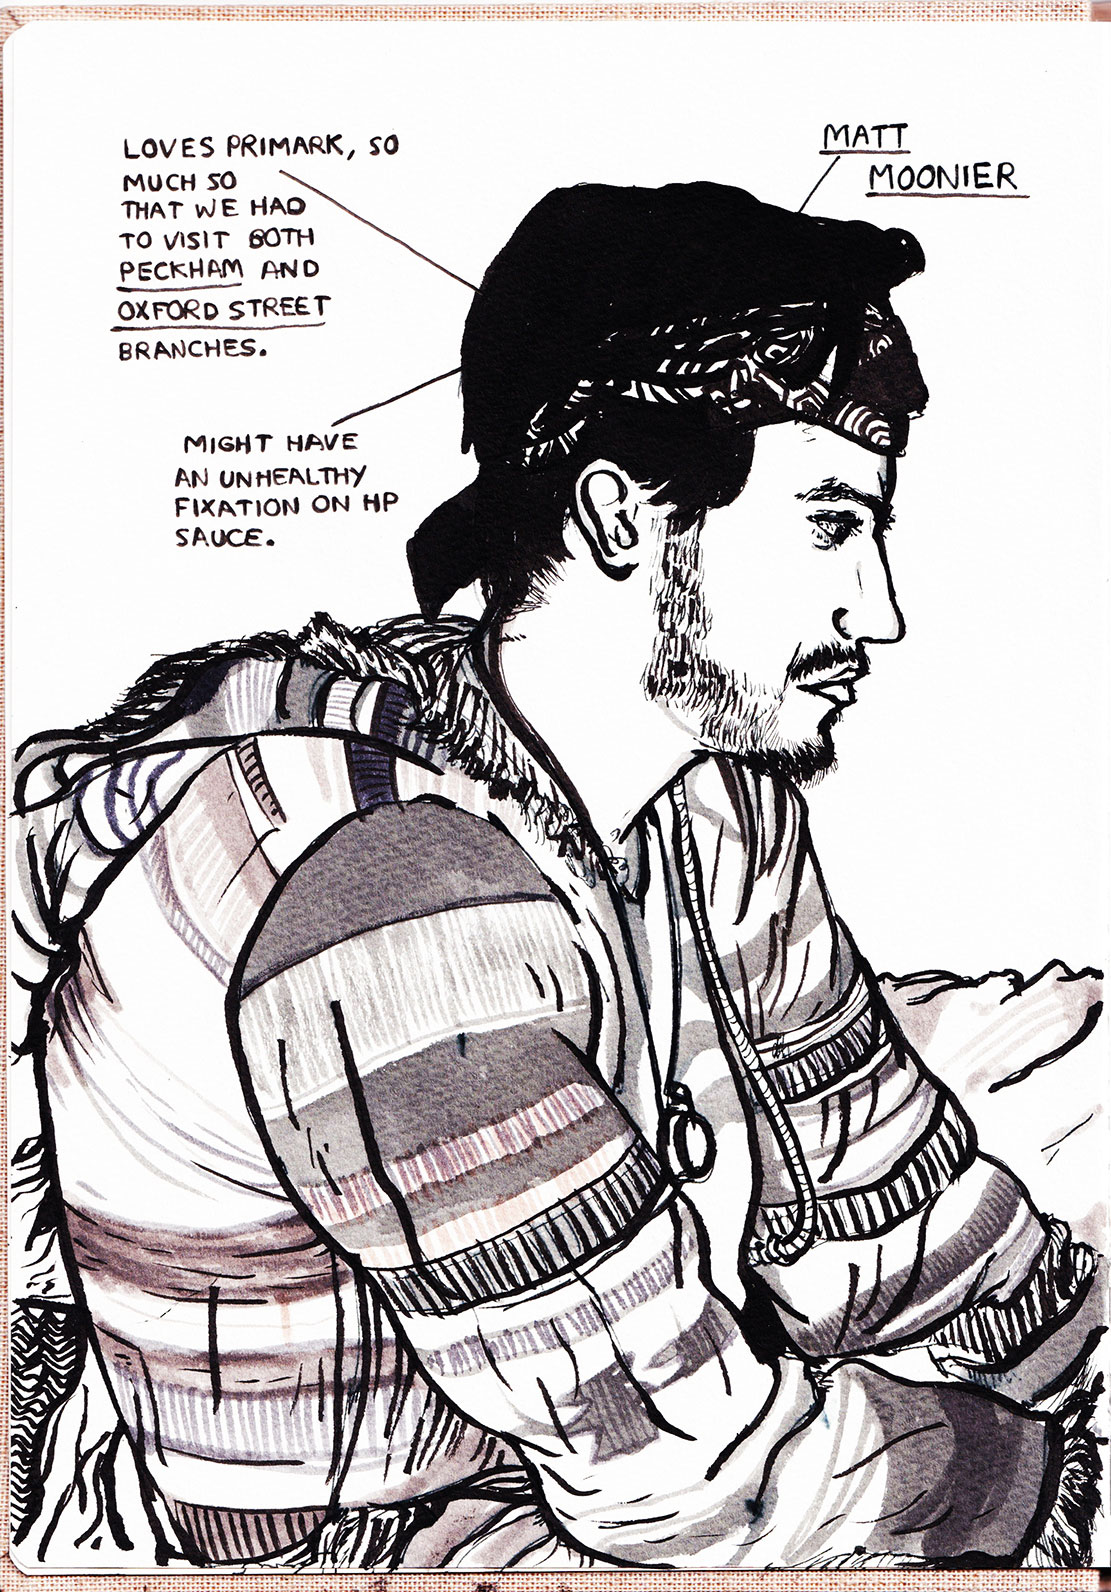 LOVES PRIMARK, SO
MUCH SO
THAT WE HAD
TO VISIT BOTH
PECKHAM AND
OXFORD STREET
BRANCHES.
MIGHT HAVE
AN UNHEALTHY
FIXATION ON HP
SAUCE.
MATT
MOONIER